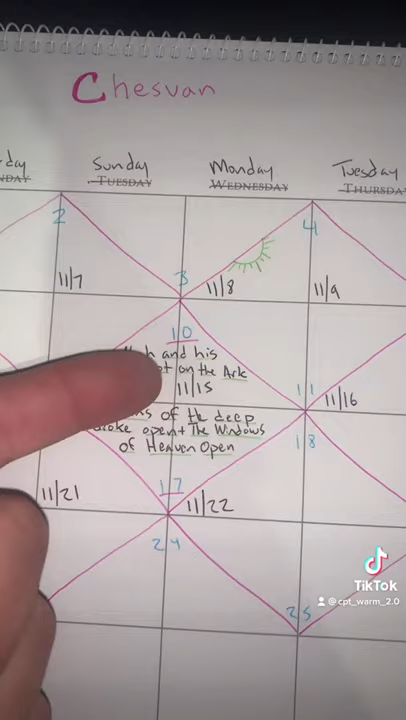 Chesvan
day Sunday Monday Tuesday
TUESDAY WEDNESDAY THURSDAY
2
4
11/7
3
11/8
11/9
10
and his
on the Ark
11/15
11
11/16
of the deep
broke open + The Windows
of Heaven Open
18
11/21
17
11/22
24
25
TikTok
@cpt_warm_2.0